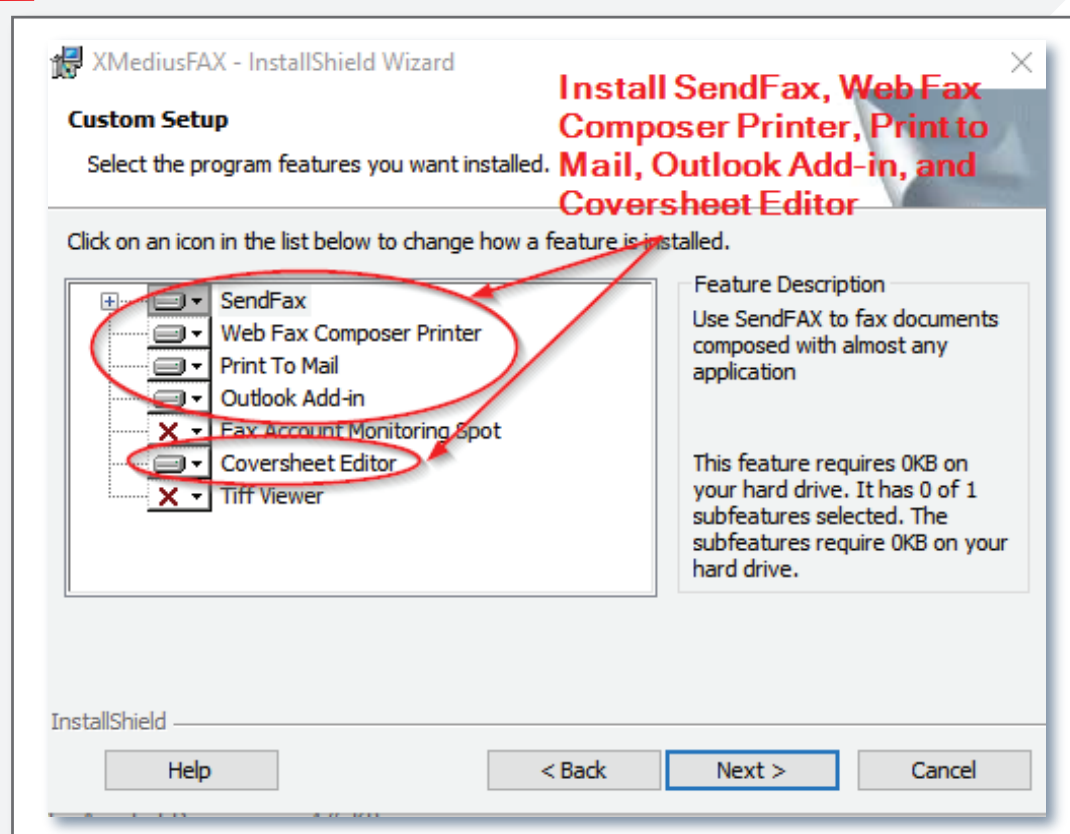 XMediusFAX - InstallShield Wizard
Install SendFax, Web Fax
Composer Printer, Print to
Mail, Outlook Add-in, and
Coversheet Editor
Custom Setup
Select the program features you want installed.
Click on an icon in the list below to change how a feature is installed.
SendFax
Web Fax Composer Printer
Print To Mail
Outlook Add-in
Fax Account Monitoring Spot
Coversheet Editor
Tiff Viewer
Feature Description
Use SendFAX to fax documents
composed with almost any
application
This feature requires 0KB on
your hard drive. It has 0 of 1
subfeatures selected. The
subfeatures require 0KB on your
hard drive.
InstallShield
Help
< Back
Next >
Cancel